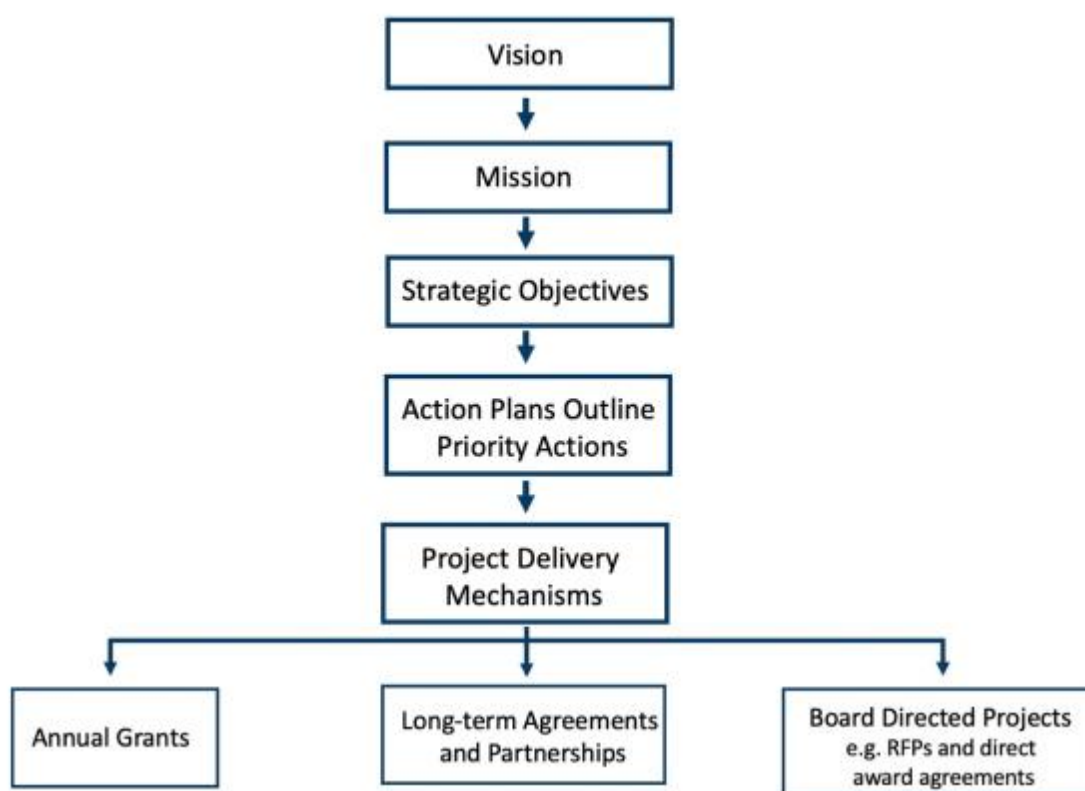 Vision
Mission
Strategic Objectives
Action Plans Outline
Priority Actions
Project Delivery
Mechanisms
Annual Grants
Long-term Agreements
and Partnerships
Board Directed Projects
e.g. RFPs and direct
award agreements